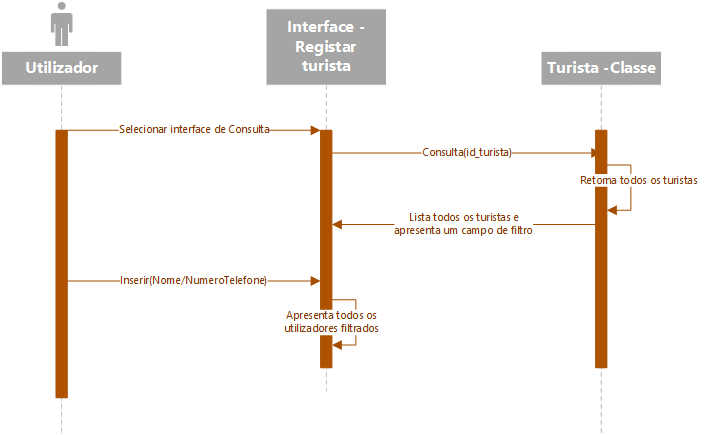 Utilizador
Interface -
Registar
turista
Turista -Classe
Selecionar interface de Consulta
Consulta(id_turista)
Retorna todos os turistas
Lista todos os turistas e
apresenta um campo de filtro
Inserir(Nome/NumeroTelefone)
Apresenta todos os
utilizadores filtrados